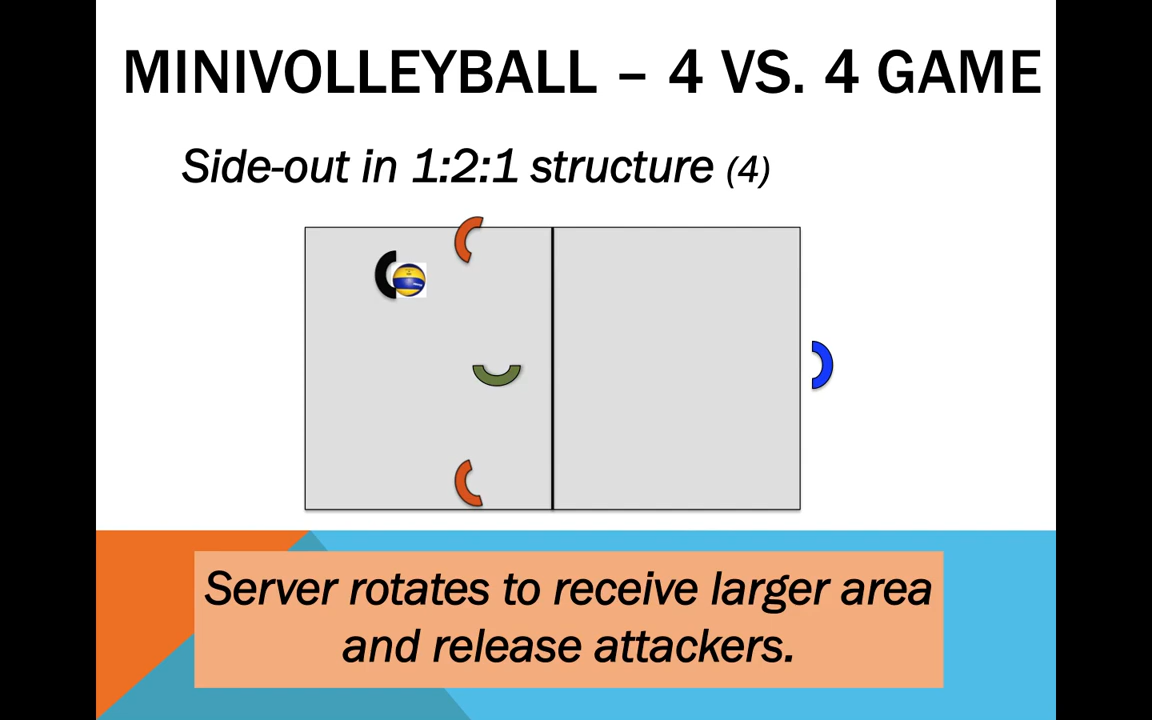 MINIVOLLEYBALL – 4 VS. 4 GAME
Side-out in 1:2:1 structure (4)
Server rotates to receive larger area
and release attackers.